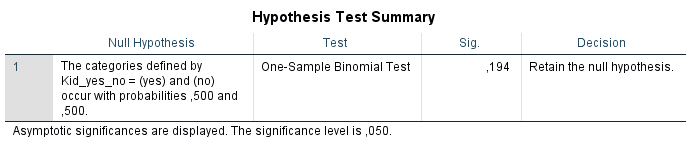 Hypothesis Test Summary
Null Hypothesis Test Sig. Decision
1 The categories defined by One-Sample Binomial Test ,194 Retain the null hypothesis.
Kid_yes_no = (yes) and (no)
occur with probabilities ,500 and
,500.
Asymptotic significances are displayed. The significance level is ,050.